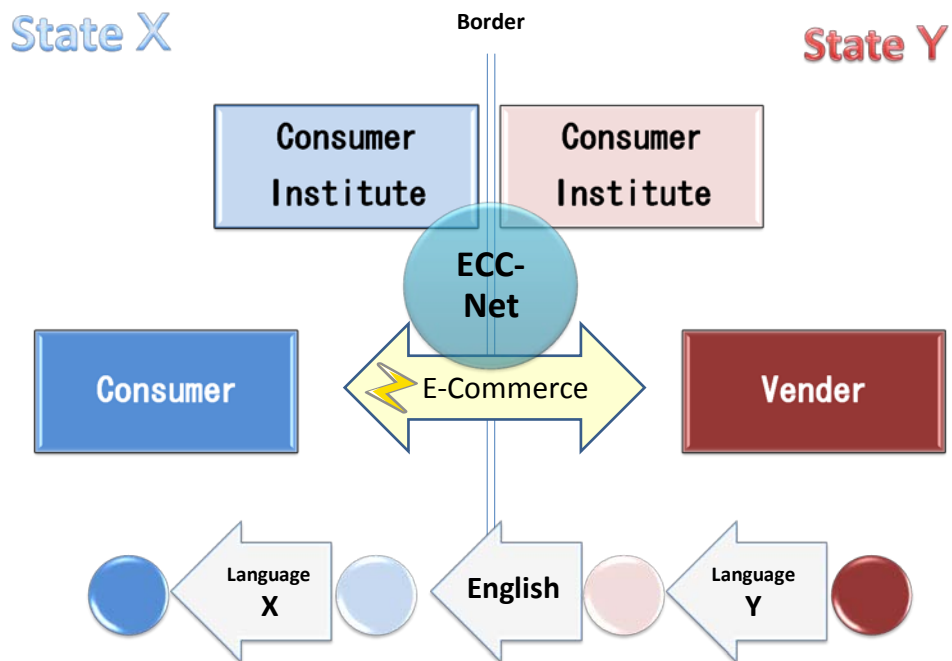 State X
Border
State Y
Consumer
Institute
Consumer
Institute
ECC-
Net
Consumer
E-Commerce
Vender
Language
X
English
Language
Y